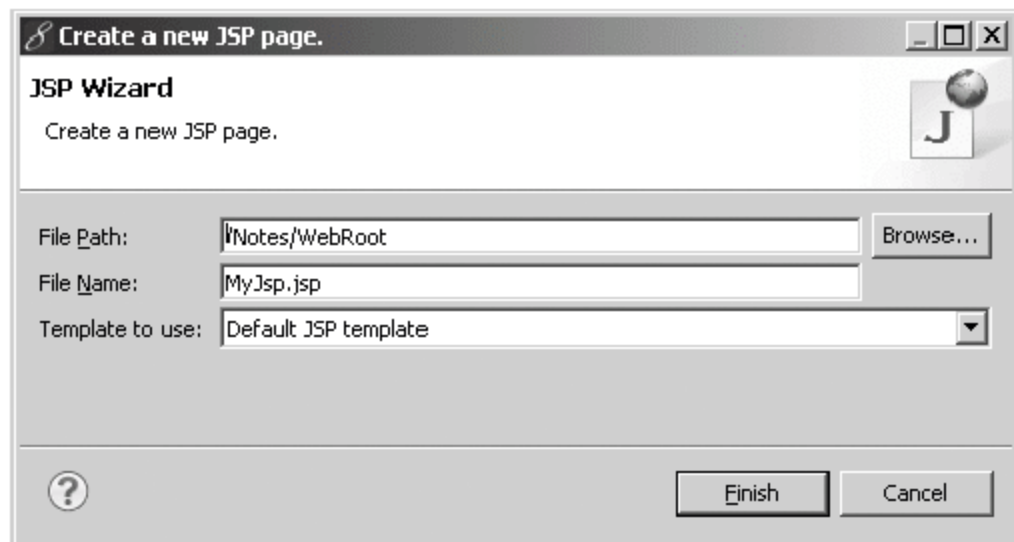 Create a new JSP page.
JSP Wizard
Create a new JSP page.
J
File Path: /Notes/WebRoot Browse...
File Name: MyJsp.jsp
Template to use: Default JSP template
? Finish Cancel